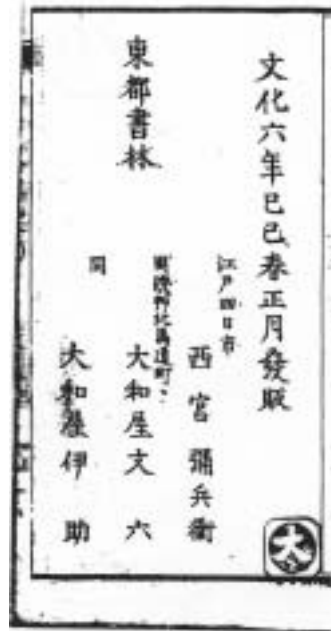 文化六年己巳春正月發販
江戸四日市
西宮彌兵衛
東都書林
大和屋文六
同
大和屋伊助